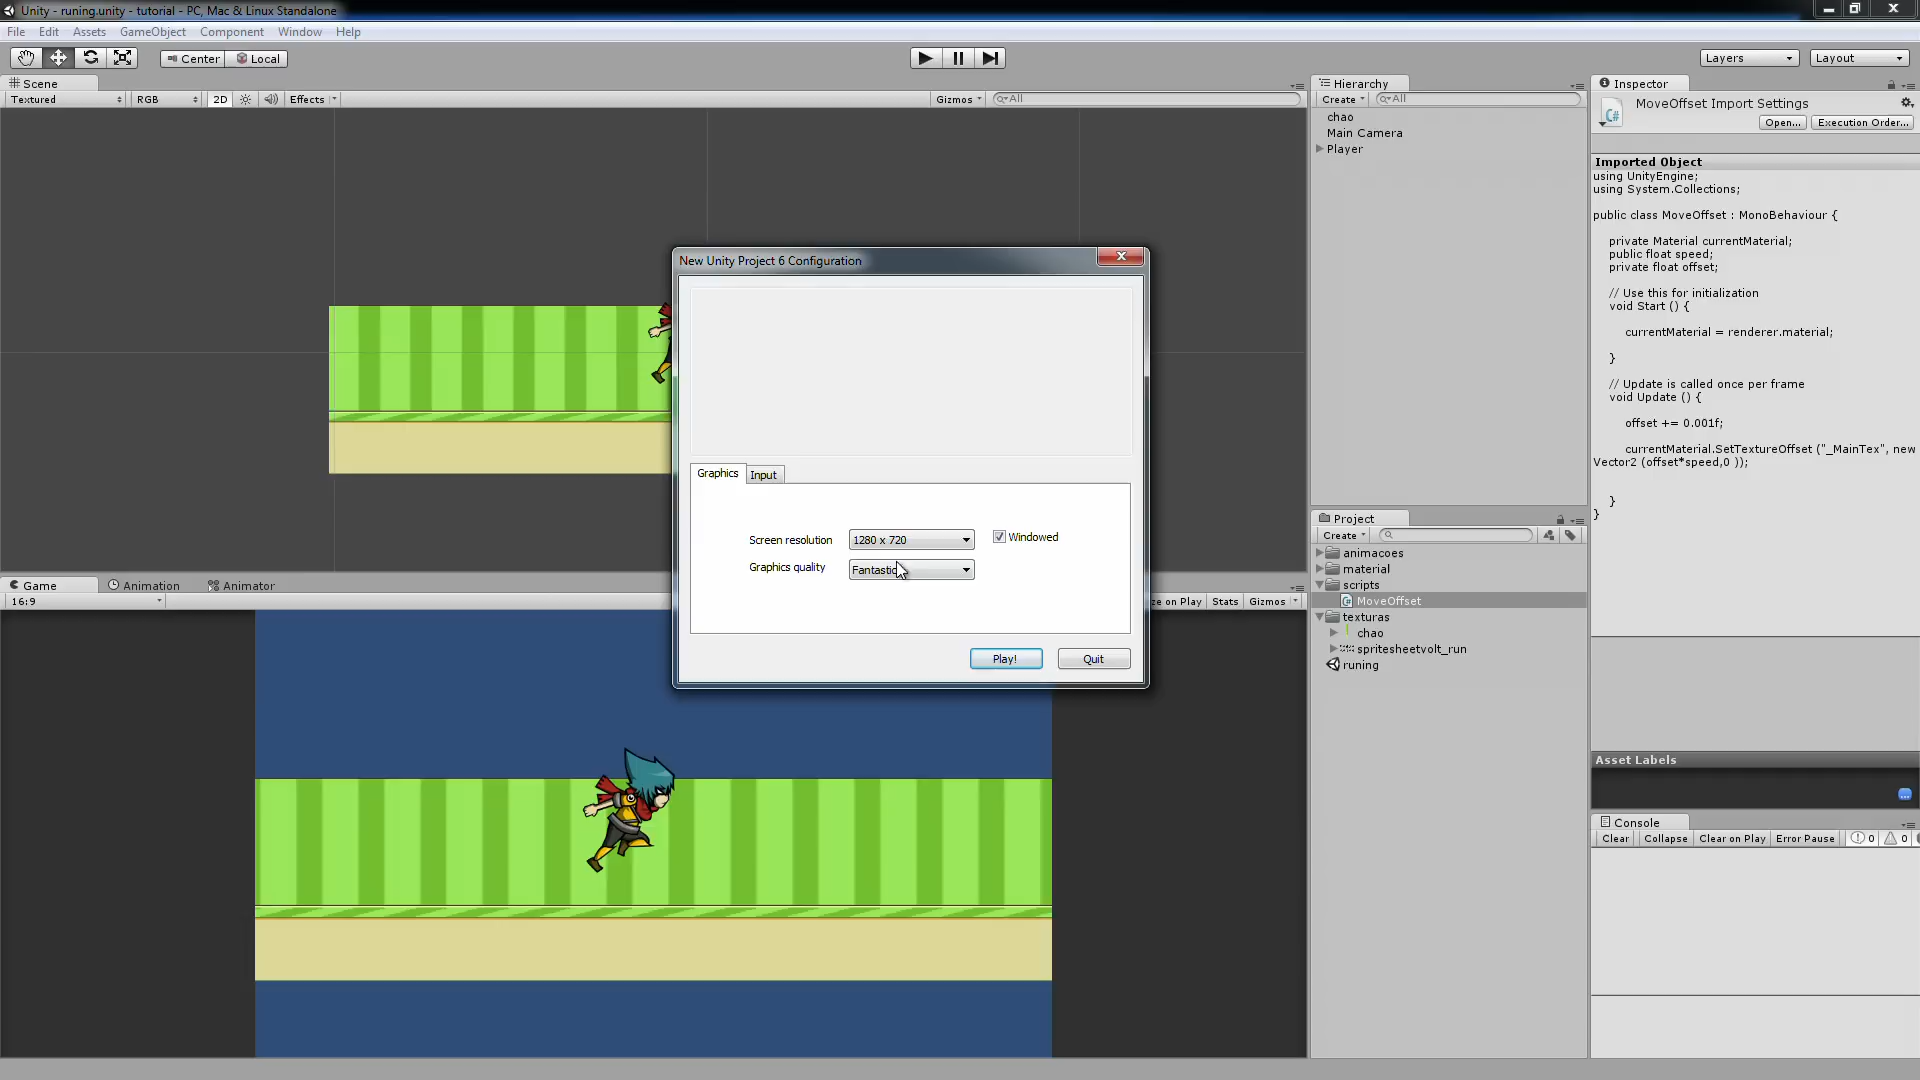 Unity - runing.unity - tutorial - PC, Mac & Linux Standalone
File Edit Assets GameObject Component Window Help
Center Local
Layers Layout
Scene
Textured RGB 2D Effects Gizmos All
Hierarchy
Create All
chao
Main Camera
Player
Inspector
MoveOffset Import Settings
Open... Execution Order...
Imported Object
using UnityEngine;
using System.Collections;
public class MoveOffset : MonoBehaviour {
private Material currentMaterial;
public float speed;
private float offset;
// Use this for initialization
void Start () {
currentMaterial = renderer.material;
}
// Update is called once per frame
void Update () {
offset += 0.001f;
currentMaterial.SetTextureOffset ("_MainTex", new
Vector2 (offset*speed,0 ));
}
}
New Unity Project 6 Configuration
Graphics Input
Screen resolution 1280 x 720 Windowed
Graphics quality Fantastic
Play! Quit
Project
Create
animacoes
material
scripts
MoveOffset
texturas
chao
spritesheetvolt_run
runing
Game Animation Animator
16:9 on Play Stats Gizmos
Asset Labels
Console
Clear Collapse Clear on Play Error Pause 0 0